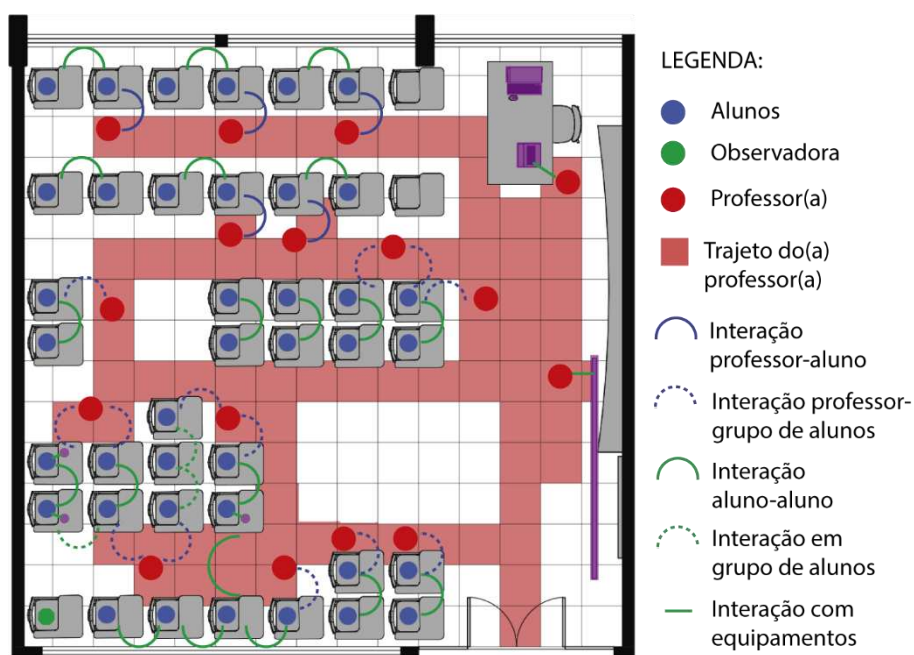 LEGENDA:
Alunos
Observadora
Professor(a)
Trajeto do(a)
professor(a)
Interação
professor-aluno
Interação professor-
grupo de alunos
Interação
aluno-aluno
Interação em
grupo de alunos
Interação com
equipamentos